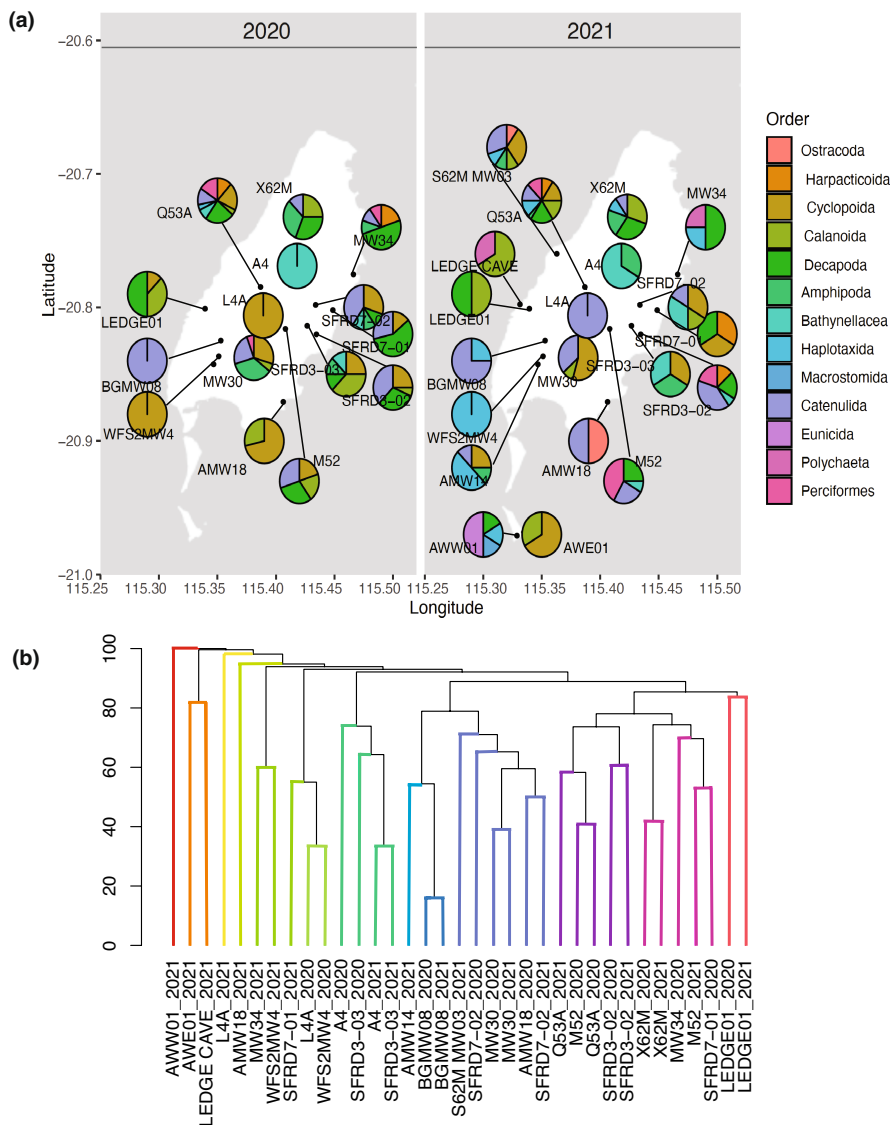 (a)
2020
2021
−20.6
−20.7
−20.8
−20.9
−21.0
Latitude
Q53A
X62M
MW34
A4
L4A
LEDGE01
SFRD7−02
SFRD7−01
BGMW08
MW30
SFRD3−03
SFRD3−02
WFS2MW4
AMW18
M52
S62M MW03
Q53A
X62M
MW34
LEDGE CAVE
A4
SFRD7−02
L4A
LEDGE01
SFRD7−01
BGMW08
MW30
SFRD3−03
SFRD3−02
WFS2MW4
AMW14
AMW18
M52
AWW01
AWE01
115.25 115.30 115.35 115.40 115.45 115.50
115.25 115.30 115.35 115.40 115.45 115.50
Longitude
Order
Ostracoda
Harpacticoida
Cyclopoida
Calanoida
Decapoda
Amphipoda
Bathynellacea
Haplotaxida
Macrostomida
Catenulida
Eunicida
Polychaeta
Perciformes
(b)
100
80
60
40
20
0
AWW01_2021
AWE01_2021
LEDGE CAVE_2021
L4A_2021
AMW18_2021
MW34_2021
WFS2MW4_2021
SFRD7−01_2021
L4A_2020
WFS2MW4_2020
A4_2020
SFRD3−03_2020
A4_2021
SFRD3−03_2021
AMW14_2021
BGMW08_2020
BGMW08_2021
S62M MW03_2021
SFRD7−02_2020
MW30_2020
MW30_2021
AMW18_2020
SFRD7−02_2021
Q53A_2021
M52_2020
Q53A_2020
SFRD3−02_2020
SFRD3−02_2021
X62M_2020
X62M_2021
MW34_2020
M52_2021
SFRD7−01_2020
LEDGE01_2020
LEDGE01_2021